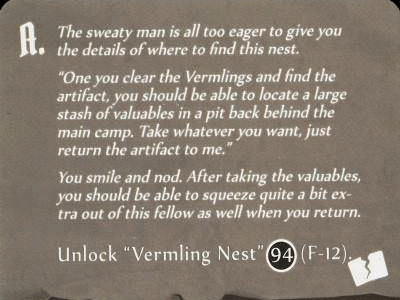 A. The sweaty man is all too eager to give you
the details of where to find this nest.
“One you clear the Vermlings and find the
artifact, you should be able to locate a large
stash of valuables in a pit back behind the
main camp. Take whatever you want, just
return the artifact to me.”
You smile and nod. After taking the valuables,
you should be able to squeeze quite a bit ex-
tra out of this fellow as well when you return.
Unlock “Vermling Nest” 94 (F-12).